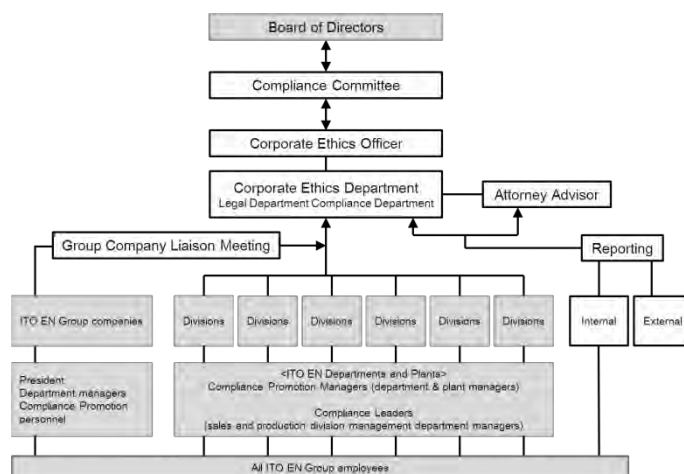 Board of Directors
Compliance Committee
Corporate Ethics Officer
Corporate Ethics Department
Legal Department Compliance Department
Attorney Advisor
Group Company Liaison Meeting
Reporting
ITO EN Group companies
Divisions
Divisions
Divisions
Divisions
Divisions
Divisions
Internal
External
President
Department managers
Compliance Promotion
personnel
<ITO EN Departments and Plants>
Compliance Promotion Managers (department & plant managers)
Compliance Leaders
(sales and production division management department managers)
All ITO EN Group employees